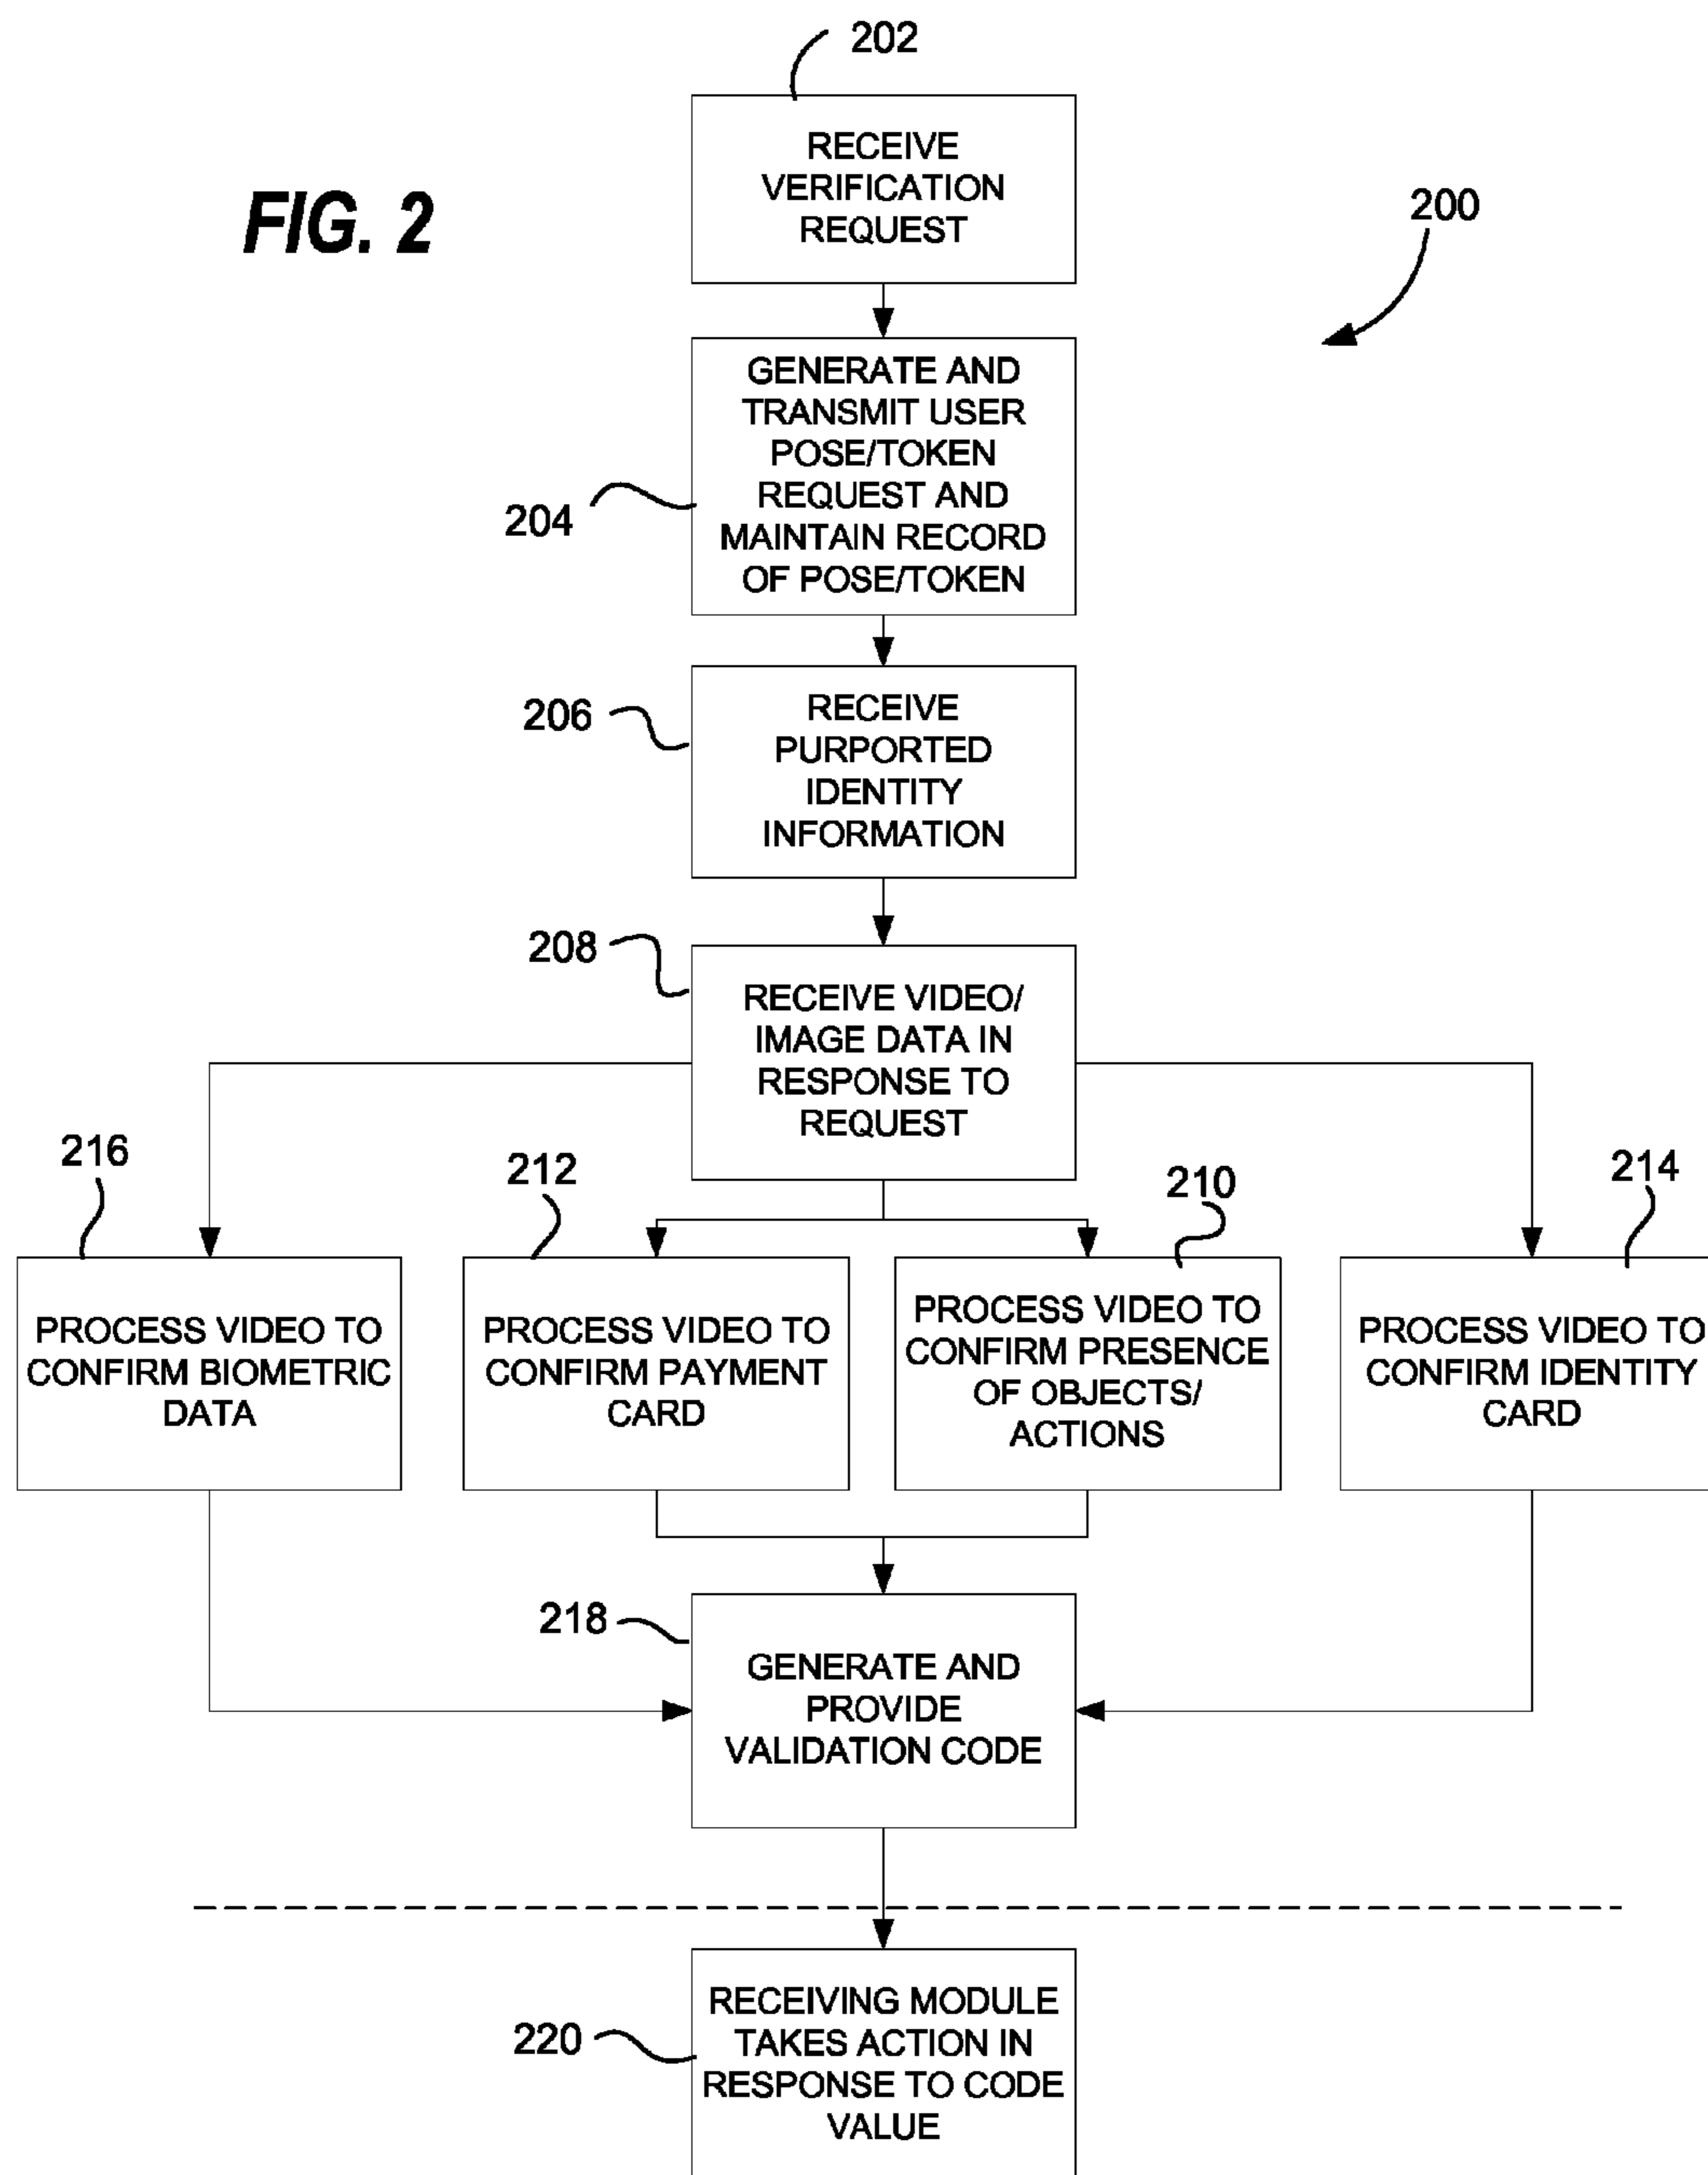 202
RECEIVE
VERIFICATION
REQUEST
FIG. 2
200
GENERATE AND
TRANSMIT USER
POSE/TOKEN
REQUEST AND
MAINTAIN RECORD
OF POSE/TOKEN
204
206
RECEIVE
PURPORTED
IDENTITY
INFORMATION
208
RECEIVE VIDEO/
IMAGE DATA IN
RESPONSE TO
REQUEST
216
212
210
214
PROCESS VIDEO TO
CONFIRM BIOMETRIC
DATA
PROCESS VIDEO TO
CONFIRM PAYMENT
CARD
PROCESS VIDEO TO
CONFIRM PRESENCE
OF OBJECTS/
ACTIONS
PROCESS VIDEO TO
CONFIRM IDENTITY
CARD
218
GENERATE AND
PROVIDE
VALIDATION CODE
220
RECEIVING MODULE
TAKES ACTION IN
RESPONSE TO CODE
VALUE